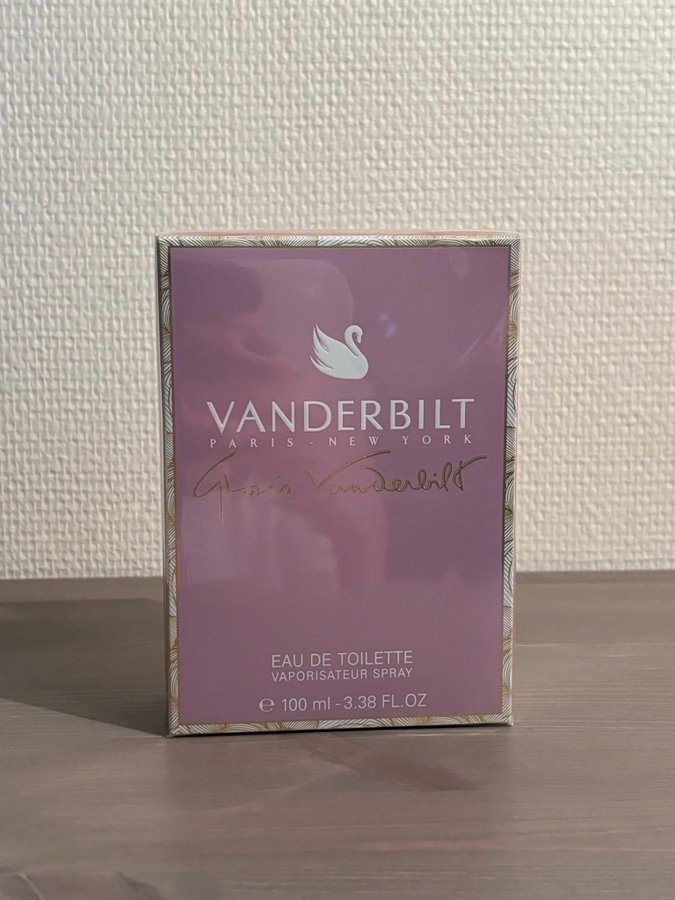 VANDERBILT
PARIS - NEW YORK
Gloria Vanderbilt
EAU DE TOILETTE
VAPORISATEUR SPRAY
℮ 100 ml - 3.38 FL.OZ